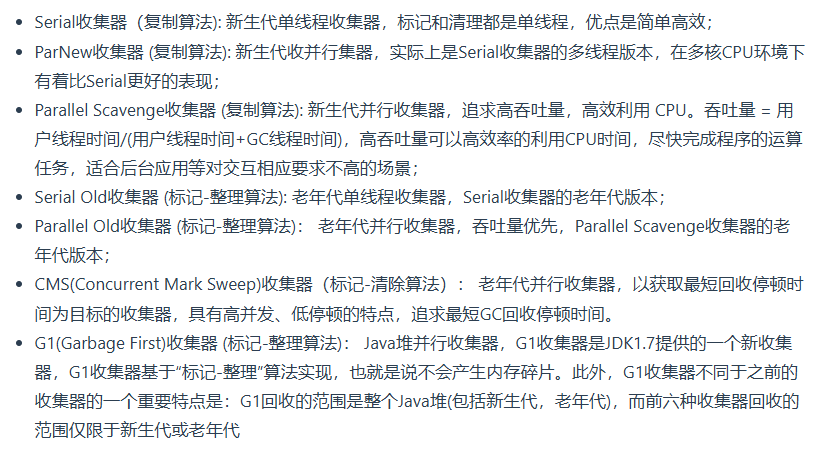 Serial收集器（复制算法): 新生代单线程收集器，标记和清理都是单线程，优点是简单高效；
ParNew收集器 (复制算法): 新生代收并行集器，实际上是Serial收集器的多线程版本，在多核CPU环境下
有着比Serial更好的表现；
Parallel Scavenge收集器 (复制算法): 新生代并行收集器，追求高吞吐量，高效利用 CPU。吞吐量 = 用
户线程时间/(用户线程时间+GC线程时间)，高吞吐量可以高效率的利用CPU时间，尽快完成程序的运算
任务，适合后台应用等对交互相应要求不高的场景；
Serial Old收集器 (标记-整理算法): 老年代单线程收集器，Serial收集器的老年代版本；
Parallel Old收集器 (标记-整理算法)： 老年代并行收集器，吞吐量优先，Parallel Scavenge收集器的老
年代版本；
CMS(Concurrent Mark Sweep)收集器（标记-清除算法）： 老年代并行收集器，以获取最短回收停顿时
间为目标的收集器，具有高并发、低停顿的特点，追求最短GC回收停顿时间。
G1(Garbage First)收集器 (标记-整理算法)： Java堆并行收集器，G1收集器是JDK1.7提供的一个新收集
器，G1收集器基于“标记-整理”算法实现，也就是说不会产生内存碎片。此外，G1收集器不同于之前的
收集器的一个重要特点是：G1回收的范围是整个Java堆(包括新生代，老年代)，而前六种收集器回收的
范围仅限于新生代或老年代